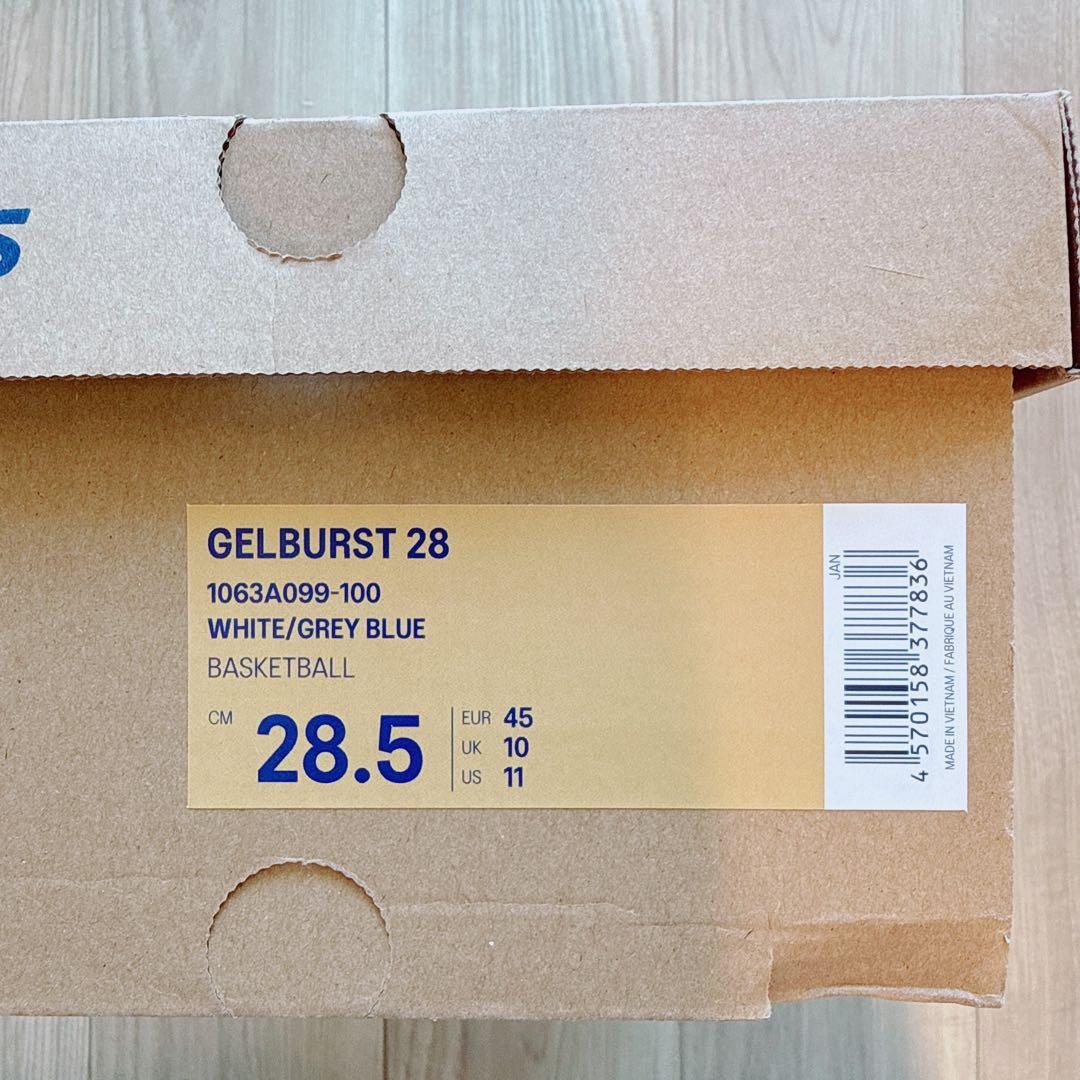 GELBURST 28
1063A099-100
WHITE/GREY BLUE
BASKETBALL
CM 28.5
EUR 45
UK 10
US 11
JAN
4 570158 377836
MADE IN VIETNAM / FABRIQUE AU VIETNAM